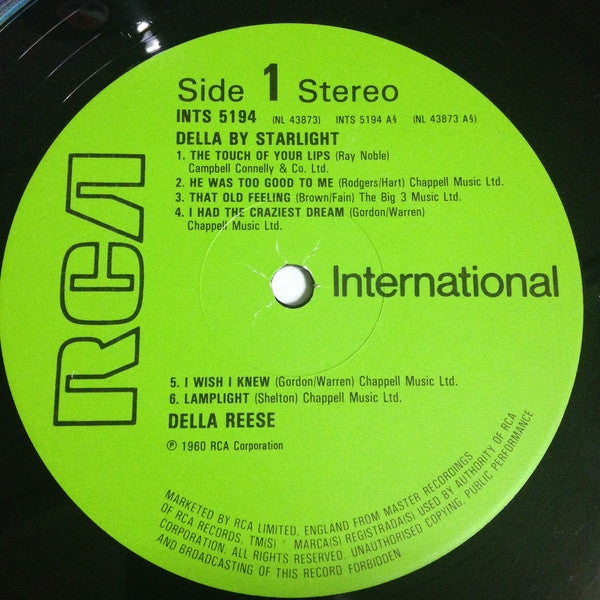 Side 1 Stereo
INTS 5194 (NL 43873) INTS 5194 A§ (NL 43873 A§)
DELLA BY STARLIGHT
1. THE TOUCH OF YOUR LIPS (Ray Noble)
Campbell Connelly & Co. Ltd.
2. HE WAS TOO GOOD TO ME (Rodgers/Hart) Chappell Music Ltd.
3. THAT OLD FEELING (Brown/Fain) The Big 3 Music Ltd.
4. I HAD THE CRAZIEST DREAM (Gordon/Warren)
Chappell Music Ltd.
RCA
International
5. I WISH I KNEW (Gordon/Warren) Chappell Music Ltd.
6. LAMPLIGHT (Shelton) Chappell Music Ltd.
DELLA REESE
℗ 1960 RCA Corporation
MARKETED BY RCA LIMITED, ENGLAND FROM MASTER RECORDINGS
OF RCA RECORDS, TM(S) ® MARCA(S) REGISTRADA(S) USED BY AUTHORITY OF RCA
CORPORATION. ALL RIGHTS RESERVED. UNAUTHORISED COPYING, PUBLIC PERFORMANCE
AND BROADCASTING OF THIS RECORD FORBIDDEN